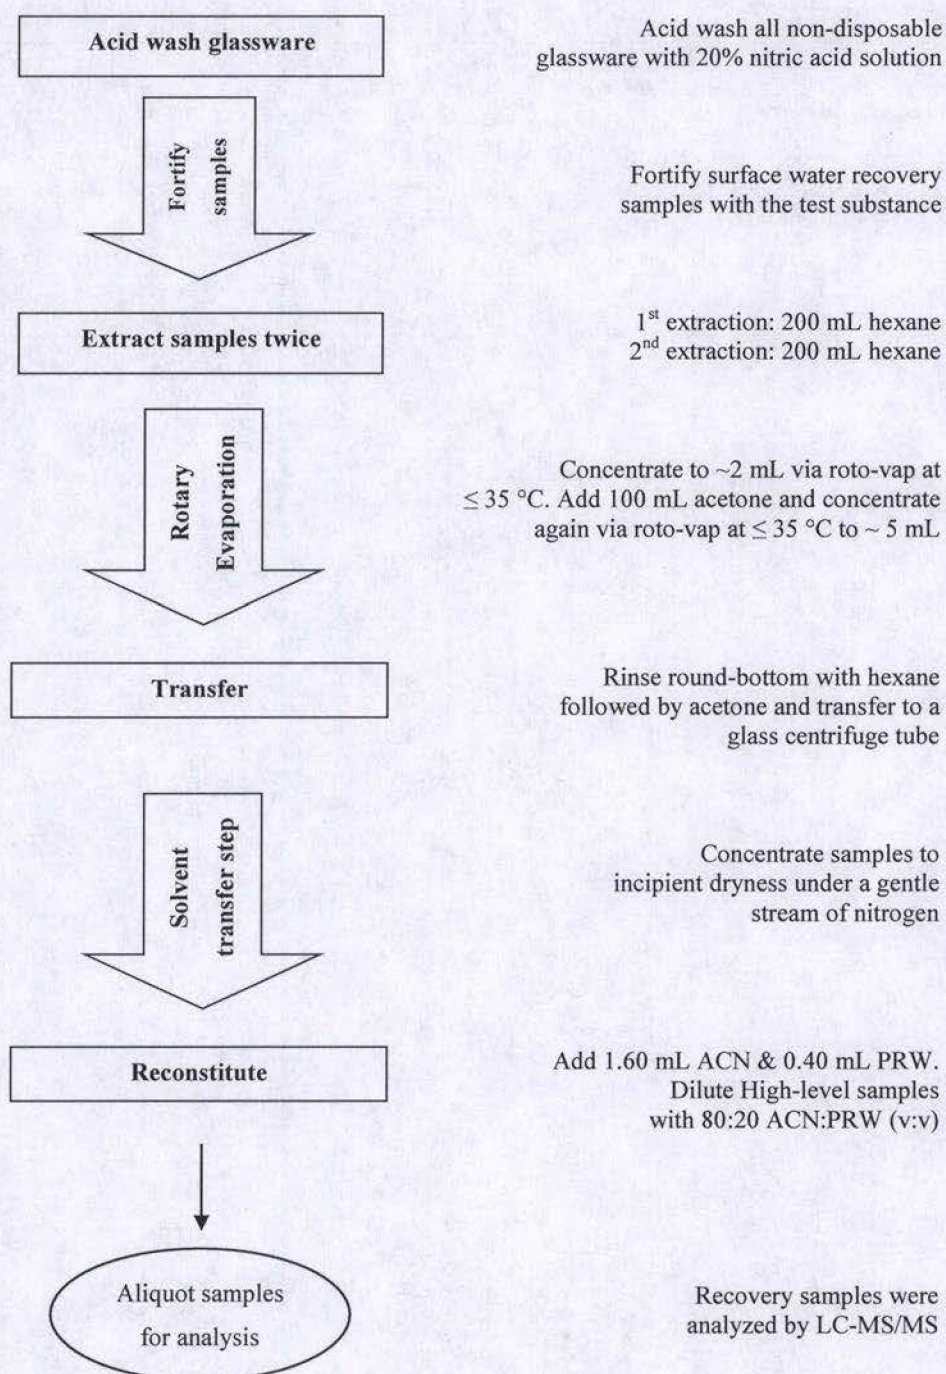 Acid wash glassware
Acid wash all non-disposable
glassware with 20% nitric acid solution
Fortify
samples
Fortify surface water recovery
samples with the test substance
Extract samples twice
1st extraction: 200 mL hexane
2nd extraction: 200 mL hexane
Rotary
Evaporation
Concentrate to ~2 mL via roto-vap at
≤ 35 °C. Add 100 mL acetone and concentrate
again via roto-vap at ≤ 35 °C to ~ 5 mL
Transfer
Rinse round-bottom with hexane
followed by acetone and transfer to a
glass centrifuge tube
Solvent
transfer step
Concentrate samples to
incipient dryness under a gentle
stream of nitrogen
Reconstitute
Add 1.60 mL ACN & 0.40 mL PRW.
Dilute High-level samples
with 80:20 ACN:PRW (v:v)
Aliquot samples
for analysis
Recovery samples were
analyzed by LC-MS/MS